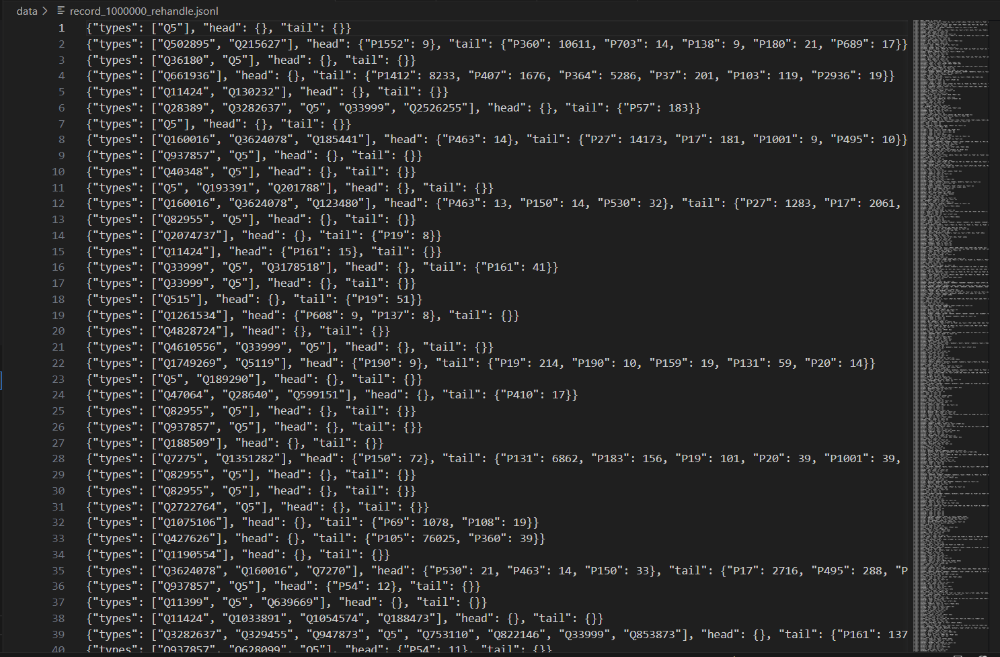 data > record_1000000_rehandle.jsonl
1 {"types": ["Q5"], "head": {}, "tail": {}}
2 {"types": ["Q502895", "Q215627"], "head": {"P1552": 9}, "tail": {"P360": 10611, "P703": 14, "P138": 9, "P180": 21, "P689": 17}}
3 {"types": ["Q36180", "Q5"], "head": {}, "tail": {}}
4 {"types": ["Q661936"], "head": {}, "tail": {"P1412": 8233, "P407": 1676, "P364": 5286, "P37": 201, "P103": 119, "P2936": 19}}
5 {"types": ["Q11424", "Q130232"], "head": {}, "tail": {}}
6 {"types": ["Q28389", "Q3282637", "Q5", "Q33999", "Q2526255"], "head": {}, "tail": {"P57": 183}}
7 {"types": ["Q5"], "head": {}, "tail": {}}
8 {"types": ["Q160016", "Q3624078", "Q185441"], "head": {"P463": 14}, "tail": {"P27": 14173, "P17": 181, "P1001": 9, "P495": 10}}
9 {"types": ["Q937857", "Q5"], "head": {}, "tail": {}}
10 {"types": ["Q40348", "Q5"], "head": {}, "tail": {}}
11 {"types": ["Q5", "Q193391", "Q201788"], "head": {}, "tail": {}}
12 {"types": ["Q160016", "Q3624078", "Q123480"], "head": {"P463": 13, "P150": 14, "P530": 32}, "tail": {"P27": 1283, "P17": 2061,
13 {"types": ["Q82955", "Q5"], "head": {}, "tail": {}}
14 {"types": ["Q2074737"], "head": {}, "tail": {"P19": 8}}
15 {"types": ["Q11424"], "head": {"P161": 15}, "tail": {}}
16 {"types": ["Q33999", "Q5", "Q3178518"], "head": {}, "tail": {"P161": 41}}
17 {"types": ["Q33999", "Q5"], "head": {}, "tail": {}}
18 {"types": ["Q515"], "head": {}, "tail": {"P19": 51}}
19 {"types": ["Q1261534"], "head": {"P608": 9, "P137": 8}, "tail": {}}
20 {"types": ["Q4828724"], "head": {}, "tail": {}}
21 {"types": ["Q4610556", "Q33999", "Q5"], "head": {}, "tail": {}}
22 {"types": ["Q1749269", "Q5119"], "head": {"P190": 9}, "tail": {"P19": 214, "P190": 10, "P159": 19, "P131": 59, "P20": 14}}
23 {"types": ["Q5", "Q189290"], "head": {}, "tail": {}}
24 {"types": ["Q47064", "Q28640", "Q599151"], "head": {}, "tail": {"P410": 17}}
25 {"types": ["Q82955", "Q5"], "head": {}, "tail": {}}
26 {"types": ["Q937857", "Q5"], "head": {}, "tail": {}}
27 {"types": ["Q188509"], "head": {}, "tail": {}}
28 {"types": ["Q7275", "Q1351282"], "head": {"P150": 72}, "tail": {"P131": 6862, "P183": 156, "P19": 101, "P20": 39, "P1001": 39,
29 {"types": ["Q82955", "Q5"], "head": {}, "tail": {}}
30 {"types": ["Q82955", "Q5"], "head": {}, "tail": {}}
31 {"types": ["Q2722764", "Q5"], "head": {}, "tail": {}}
32 {"types": ["Q1075106"], "head": {}, "tail": {"P69": 1078, "P108": 19}}
33 {"types": ["Q427626"], "head": {}, "tail": {"P105": 76025, "P360": 39}}
34 {"types": ["Q1190554"], "head": {}, "tail": {}}
35 {"types": ["Q3624078", "Q160016", "Q7270"], "head": {"P530": 21, "P463": 14, "P150": 33}, "tail": {"P17": 2716, "P495": 288, "P
36 {"types": ["Q937857", "Q5"], "head": {"P54": 12}, "tail": {}}
37 {"types": ["Q11399", "Q5", "Q639669"], "head": {}, "tail": {}}
38 {"types": ["Q11424", "Q1033891", "Q1054574", "Q188473"], "head": {}, "tail": {}}
39 {"types": ["Q3282637", "Q329455", "Q947873", "Q5", "Q753110", "Q822146", "Q33999", "Q853873"], "head": {}, "tail": {"P161": 137
40 {"types": ["Q937857", "Q628099", "Q5"], "head": {"P54": 11}, "tail": {}}